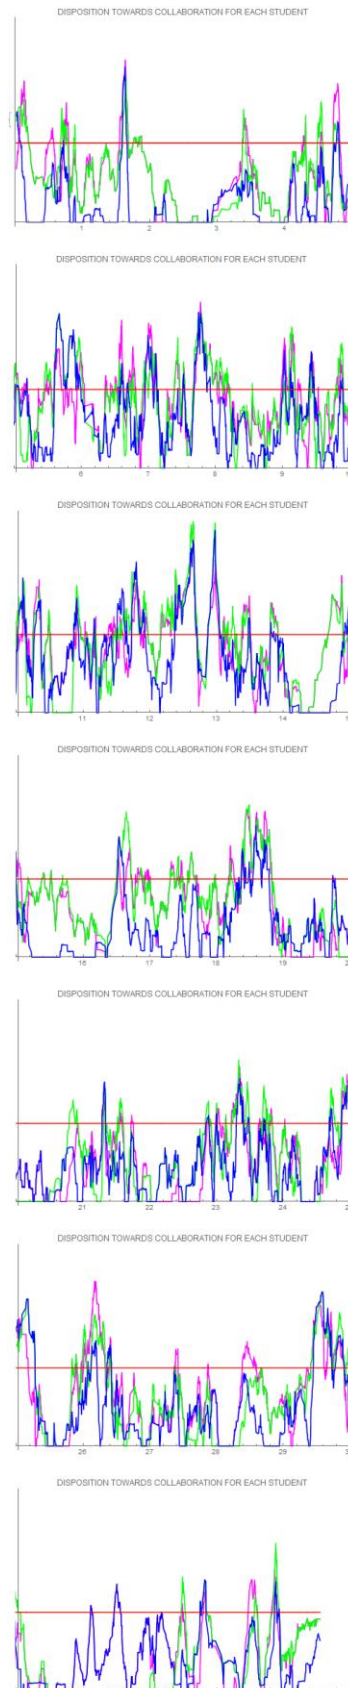 DISPOSITION TOWARDS COLLABORATION FOR EACH STUDENT
1 2 3 4 5
DISPOSITION TOWARDS COLLABORATION FOR EACH STUDENT
6 7 8 9
DISPOSITION TOWARDS COLLABORATION FOR EACH STUDENT
11 12 13 14
DISPOSITION TOWARDS COLLABORATION FOR EACH STUDENT
16 17 18 19
DISPOSITION TOWARDS COLLABORATION FOR EACH STUDENT
21 22 23 24
DISPOSITION TOWARDS COLLABORATION FOR EACH STUDENT
26 27 28 29
DISPOSITION TOWARDS COLLABORATION FOR EACH STUDENT